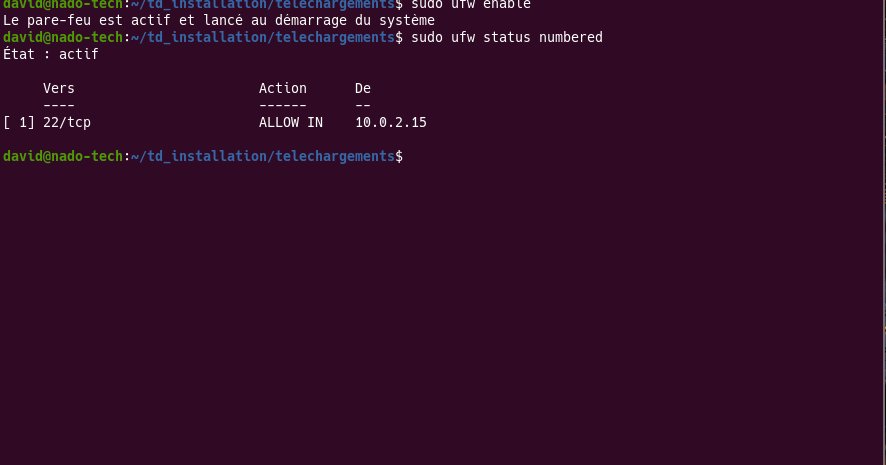 david@nado-tech:~/td_installation/telechargements$ sudo ufw enable
Le pare-feu est actif et lancé au démarrage du système
david@nado-tech:~/td_installation/telechargements$ sudo ufw status numbered
État : actif
     Vers                       Action      De
     ----                       ------      --
[ 1] 22/tcp                     ALLOW IN    10.0.2.15
david@nado-tech:~/td_installation/telechargements$